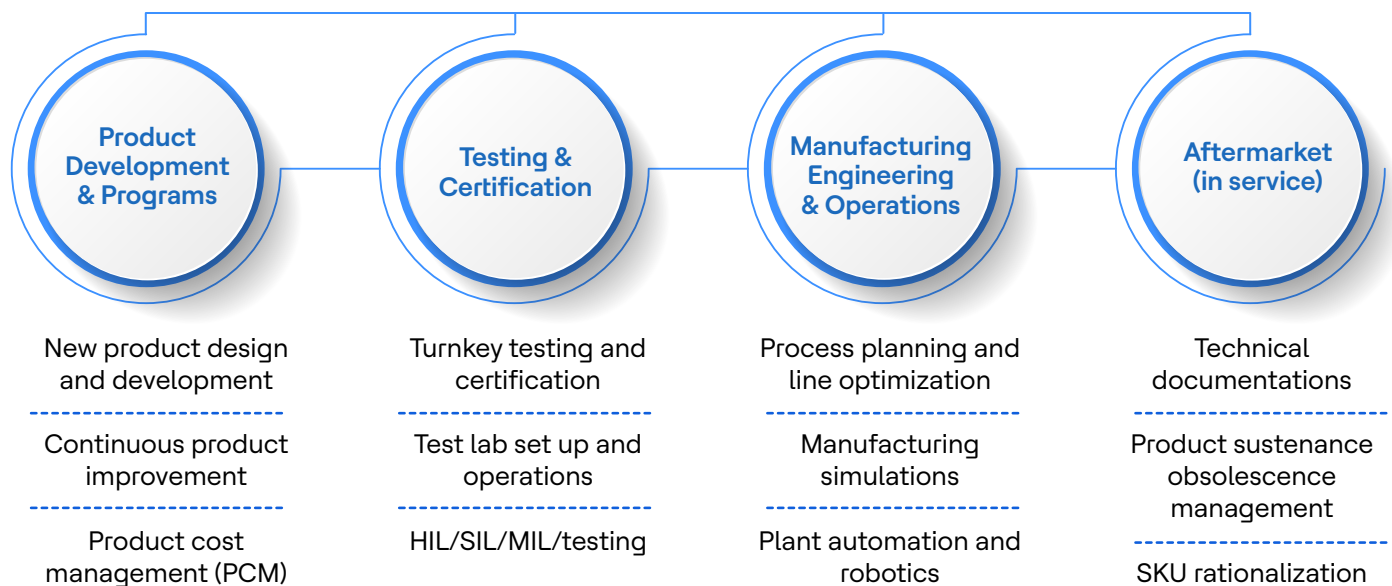 Product
Development
& Programs
New product design
and development
Continuous product
improvement
Product cost
management (PCM)
Testing &
Certification
Turnkey testing and
certification
Test lab set up and
operations
HIL/SIL/MIL/testing
Manufacturing
Engineering
& Operations
Process planning and
line optimization
Manufacturing
simulations
Plant automation and
robotics
Aftermarket
(in service)
Technical
documentations
Product sustenance
obsolescence
management
SKU rationalization